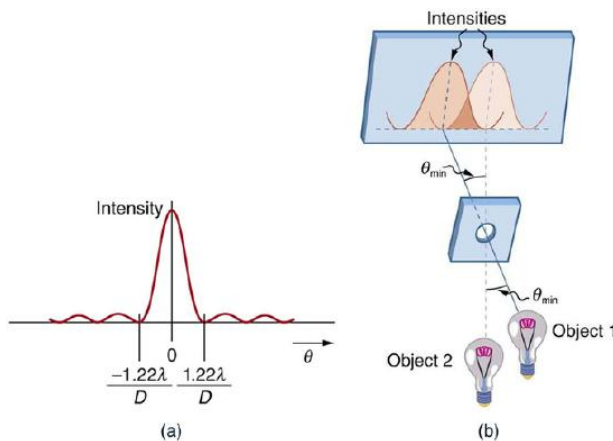 Intensities
θmin
Intensity
θmin
Object 1
Object 2
0
θ
−1.22λ
D
1.22λ
D
(a)
(b)